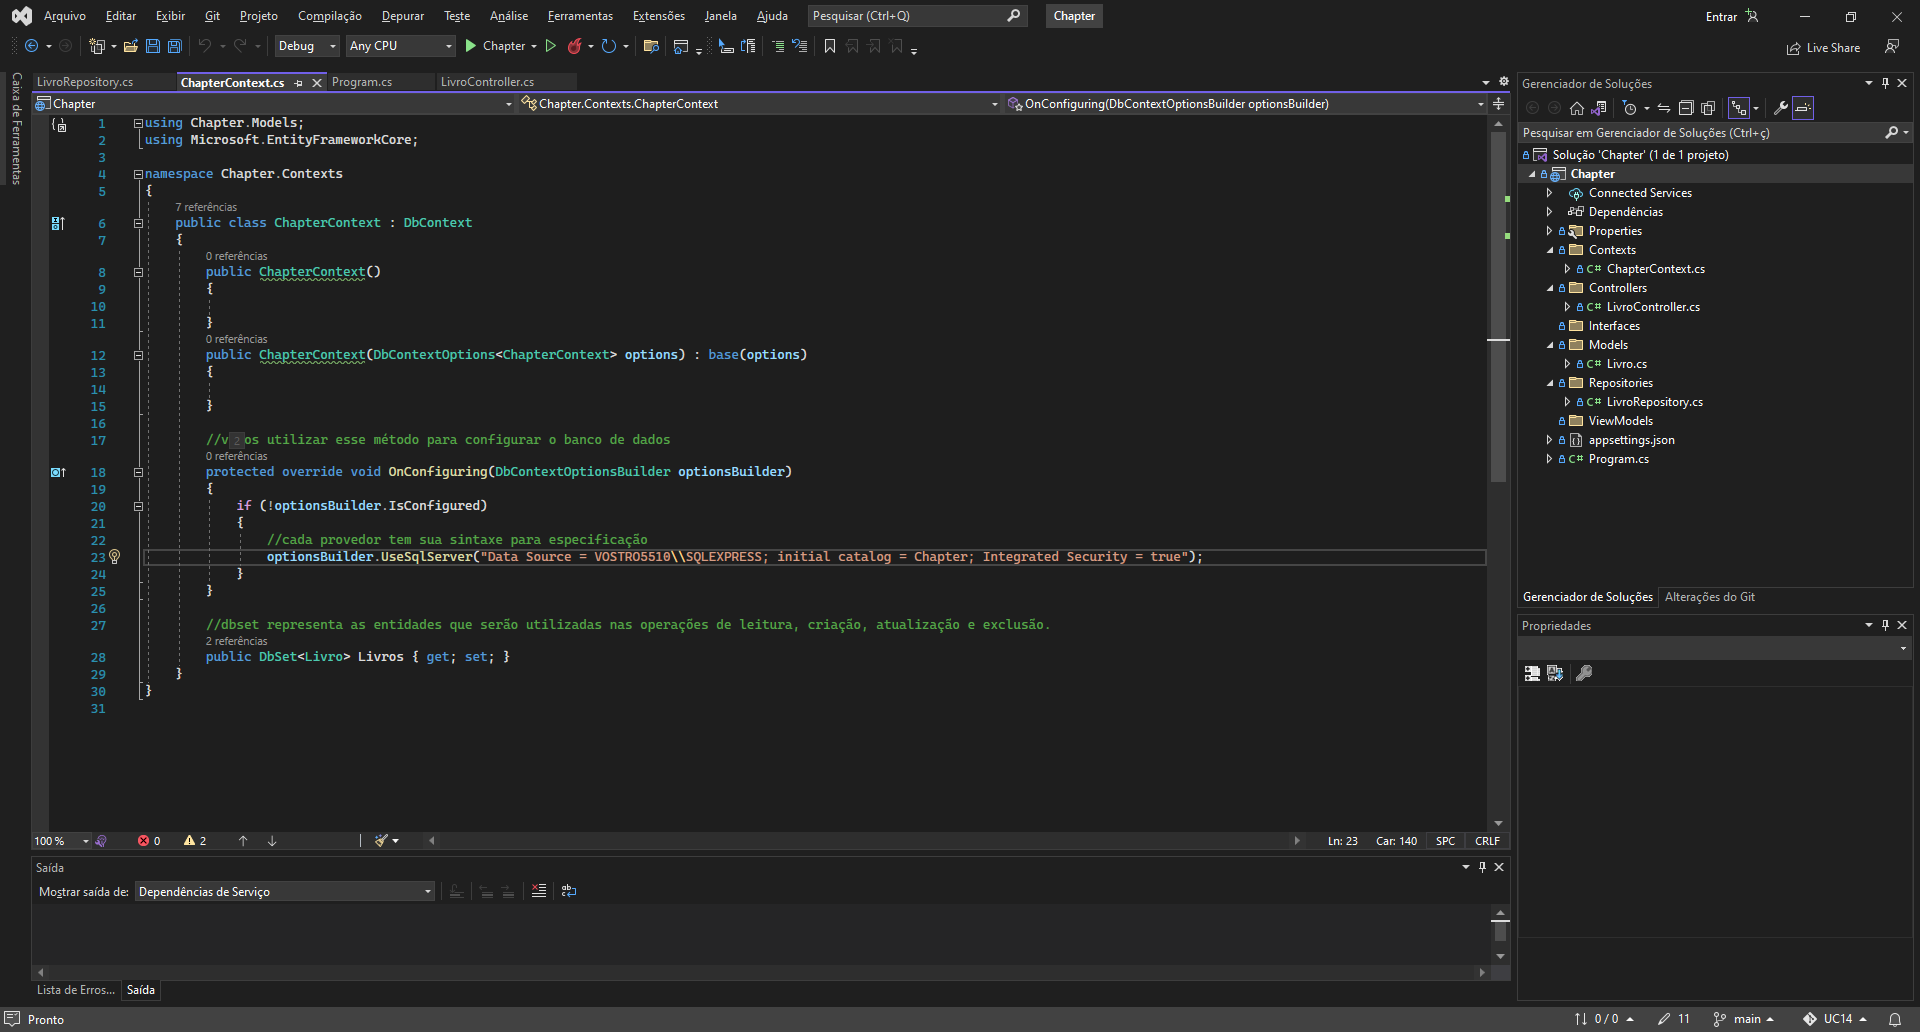 Arquivo Editar Exibir Git Projeto Compilação Depurar Teste Análise Ferramentas Extensões Janela Ajuda Pesquisar (Ctrl+Q) Chapter Entrar
Debug Any CPU Chapter Live Share
Caixa de Ferramentas
LivroRepository.cs ChapterContext.cs Program.cs LivroController.cs
Chapter Chapter.Contexts.ChapterContext OnConfiguring(DbContextOptionsBuilder optionsBuilder)
1 using Chapter.Models;
2 using Microsoft.EntityFrameworkCore;
3
4 namespace Chapter.Contexts
5 {
7 referências
6 public class ChapterContext : DbContext
7 {
0 referências
8 public ChapterContext()
9 {
10
11 }
0 referências
12 public ChapterContext(DbContextOptions<ChapterContext> options) : base(options)
13 {
14
15 }
16
17 //v 2 os utilizar esse método para configurar o banco de dados
0 referências
18 protected override void OnConfiguring(DbContextOptionsBuilder optionsBuilder)
19 {
20 if (!optionsBuilder.IsConfigured)
21 {
22 //cada provedor tem sua sintaxe para especificação
23 optionsBuilder.UseSqlServer("Data Source = VOSTRO5510\\SQLEXPRESS; initial catalog = Chapter; Integrated Security = true");
24 }
25 }
26
27 //dbset representa as entidades que serão utilizadas nas operações de leitura, criação, atualização e exclusão.
2 referências
28 public DbSet<Livro> Livros { get; set; }
29 }
30 }
31
100 % 0 2 Ln: 23 Car: 140 SPC CRLF
Saída
Mostrar saída de: Dependências de Serviço
Lista de Erros... Saída
Gerenciador de Soluções
Pesquisar em Gerenciador de Soluções (Ctrl+ç)
Solução 'Chapter' (1 de 1 projeto)
Chapter
Connected Services
Dependências
Properties
Contexts
C# ChapterContext.cs
Controllers
C# LivroController.cs
Interfaces
Models
C# Livro.cs
Repositories
C# LivroRepository.cs
ViewModels
appsettings.json
C# Program.cs
Gerenciador de Soluções Alterações do Git
Propriedades
Pronto 0 / 0 11 main UC14